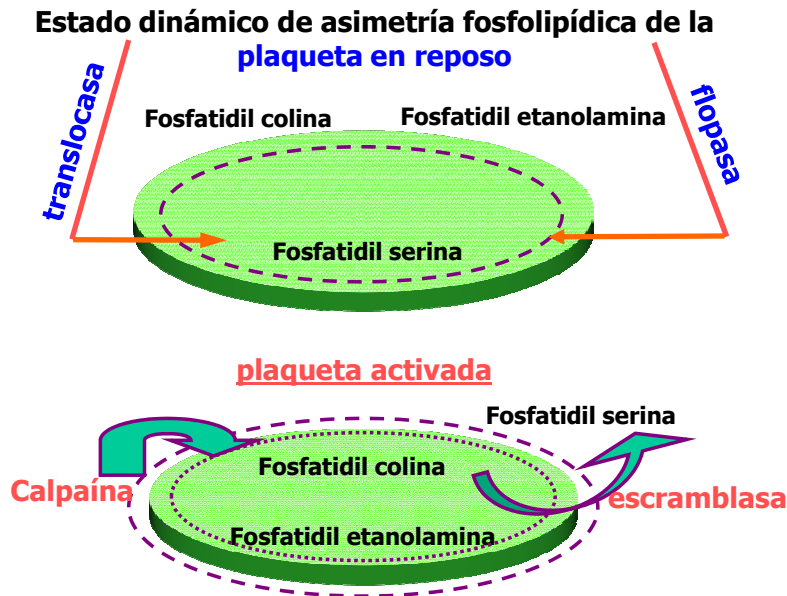 Estado dinámico de asimetría fosfolipídica de la
plaqueta en reposo
translocasa
flopasa
Fosfatidil colina
Fosfatidil etanolamina
Fosfatidil serina
plaqueta activada
Fosfatidil serina
Fosfatidil colina
Calpaína
escramblasa
Fosfatidil etanolamina